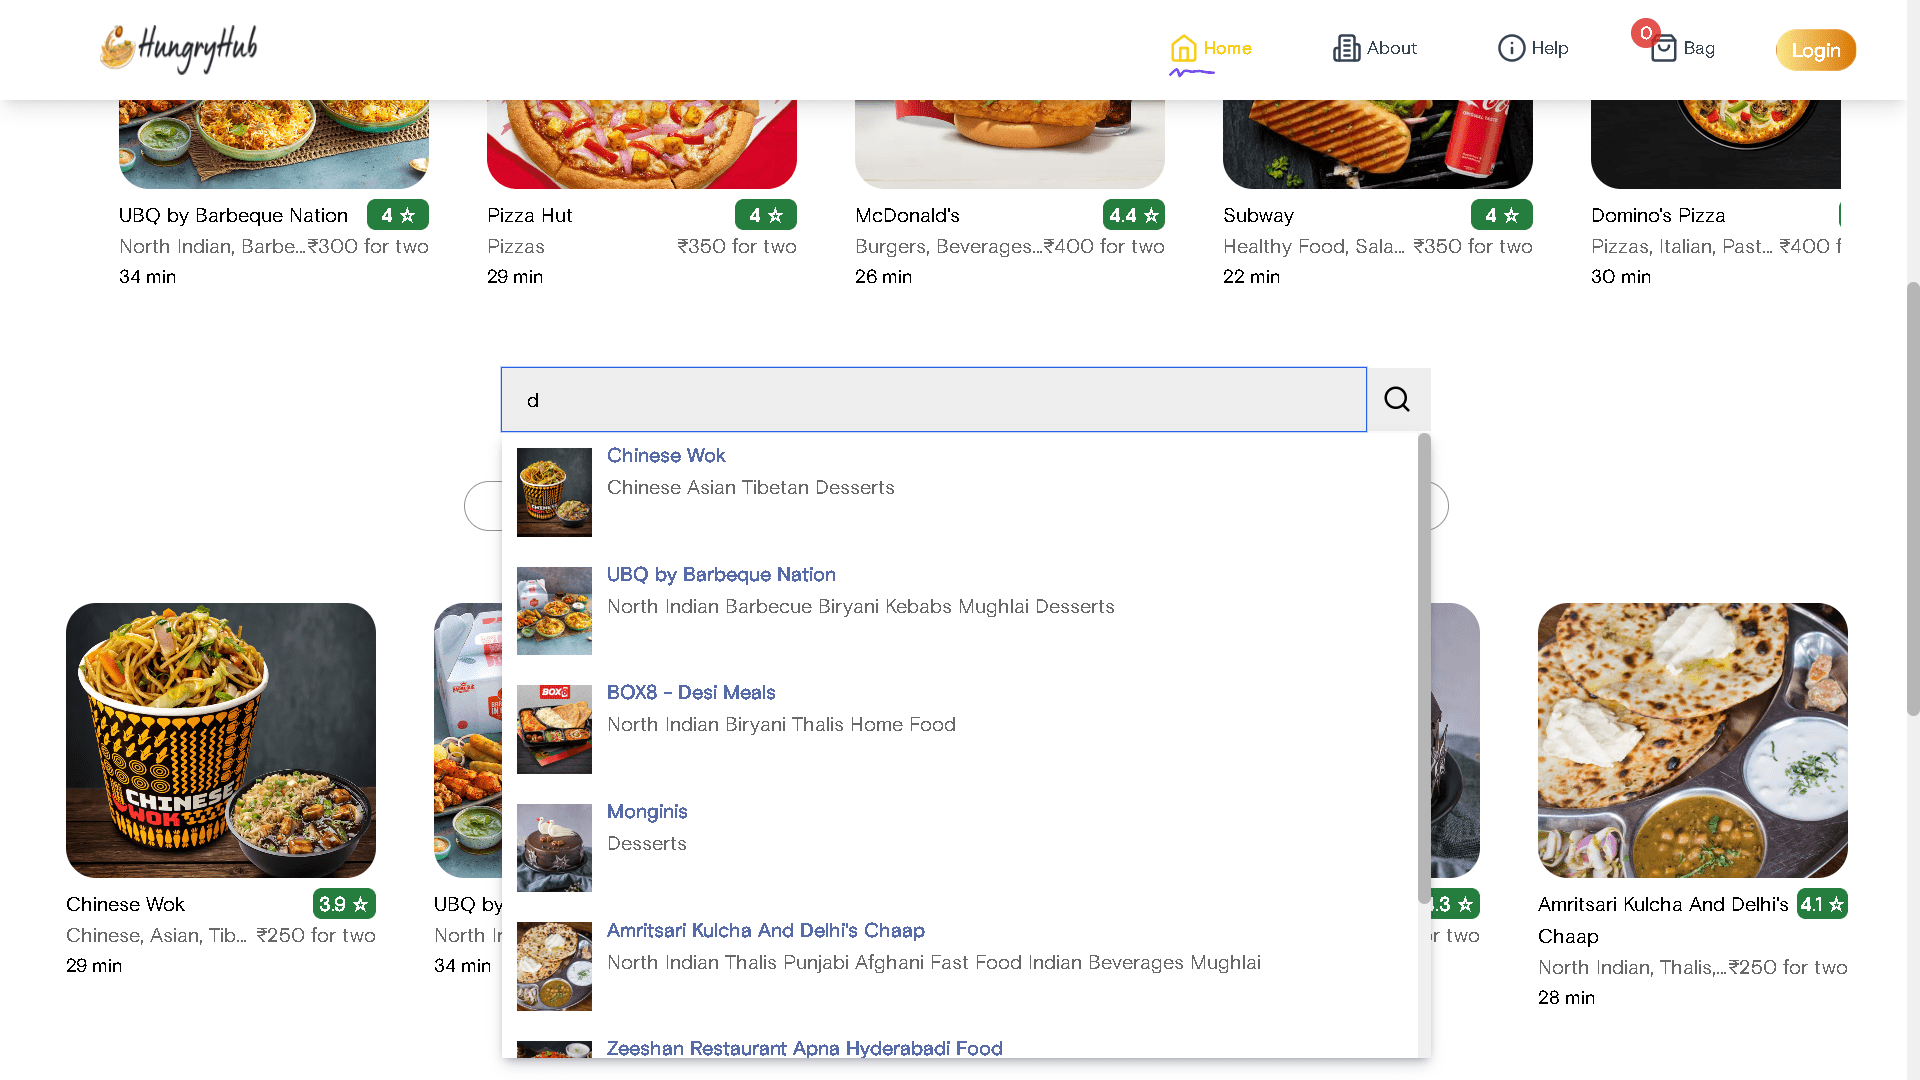 HungryHub
Home
About
Help
0
Bag
Login
UBQ by Barbeque Nation 4 ☆
North Indian, Barbe...₹300 for two
34 min
Pizza Hut 4 ☆
Pizzas ₹350 for two
29 min
McDonald's 4.4 ☆
Burgers, Beverages...₹400 for two
26 min
Subway 4 ☆
Healthy Food, Sala... ₹350 for two
22 min
Domino's Pizza
Pizzas, Italian, Past... ₹400 f
30 min
d
Chinese Wok
Chinese Asian Tibetan Desserts
UBQ by Barbeque Nation
North Indian Barbecue Biryani Kebabs Mughlai Desserts
BOX8
BOX8 - Desi Meals
North Indian Biryani Thalis Home Food
Monginis
Desserts
Amritsari Kulcha And Delhi's Chaap
North Indian Thalis Punjabi Afghani Fast Food Indian Beverages Mughlai
Zeeshan Restaurant Apna Hyderabadi Food
CHINESE
WOK
Chinese Wok 3.9 ☆
Chinese, Asian, Tib... ₹250 for two
29 min
UBQ by
North
34 min
.3 ☆
r two
Amritsari Kulcha And Delhi's 4.1 ☆
Chaap
North Indian, Thalis,...₹250 for two
28 min